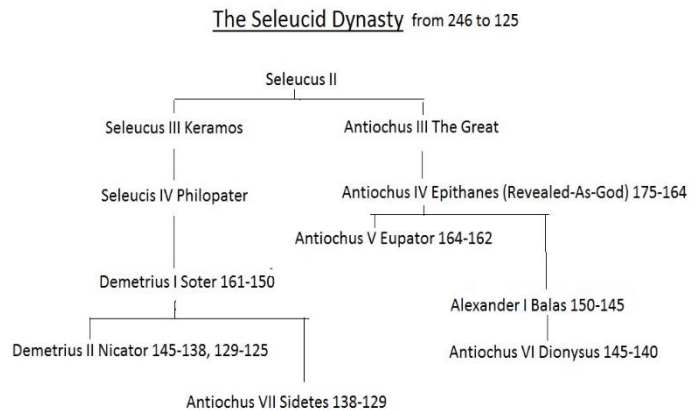 The Seleucid Dynasty from 246 to 125
Seleucus II
Seleucus III Keramos
Antiochus III The Great
Seleucis IV Philopater
Antiochus IV Epithanes (Revealed-As-God) 175-164
Antiochus V Eupator 164-162
Demetrius I Soter 161-150
Alexander I Balas 150-145
Demetrius II Nicator 145-138, 129-125
Antiochus VI Dionysus 145-140
Antiochus VII Sidetes 138-129